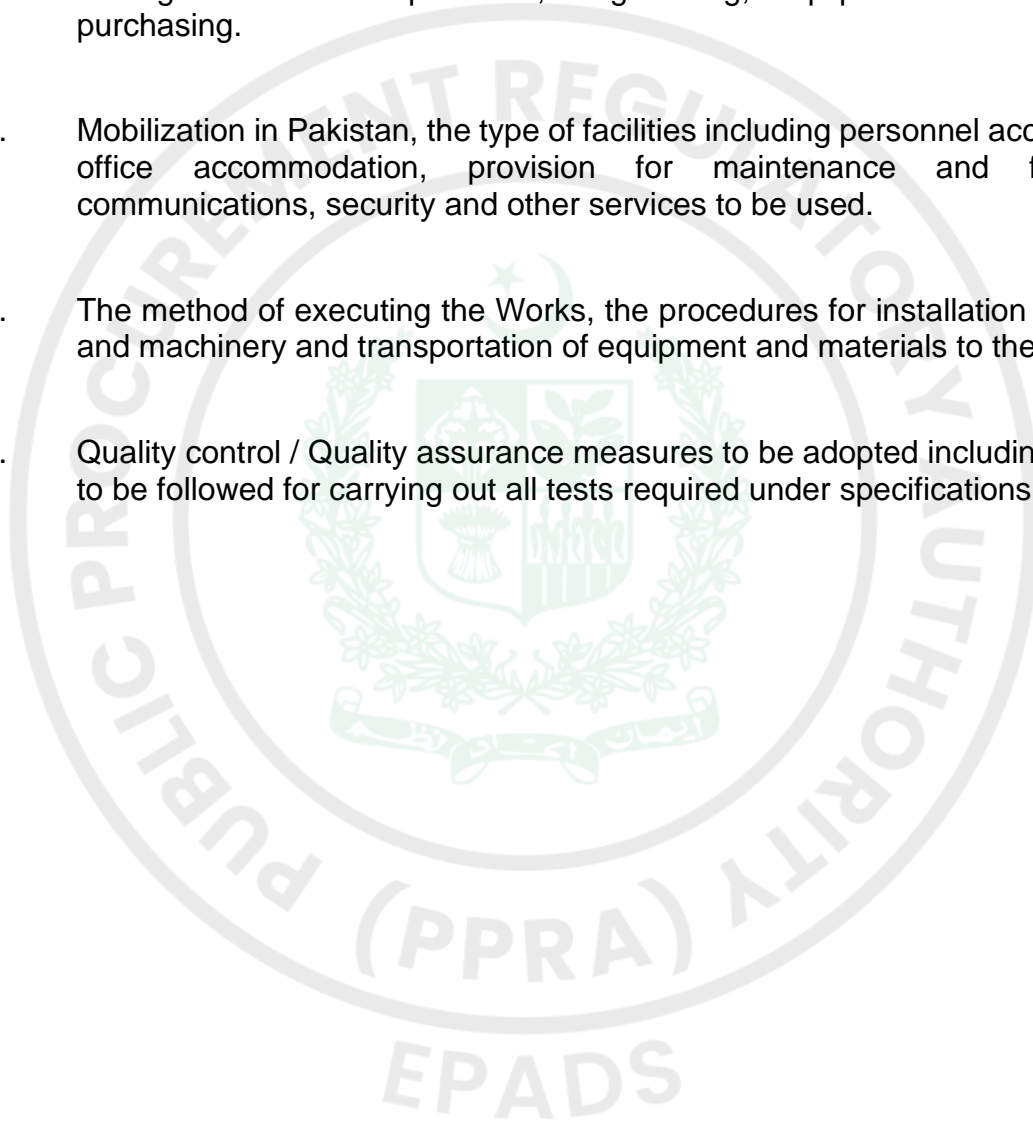 purchasing.
. Mobilization in Pakistan, the type of facilities including personnel
office accommodation, provision for maintenance and
communications, security and other services to be used.
. The method of executing the Works, the procedures for installation
and machinery and transportation of equipment and materials to the
. Quality control / Quality assurance measures to be adopted
to be followed for carrying out all tests required under specifications
PUBLIC PROCUREMENT REGULATORY AUTHORITY
(PPRA)
EPADS